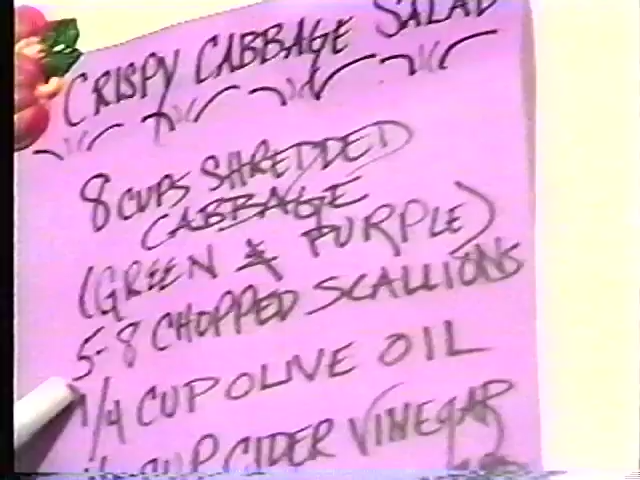 CRISPY CABBAGE SALAD
8 CUPS SHREDDED
CABBAGE
(GREEN & PURPLE)
5-8 CHOPPED SCALLIONS
1/4 CUP OLIVE OIL
CUP CIDER VINEGAR